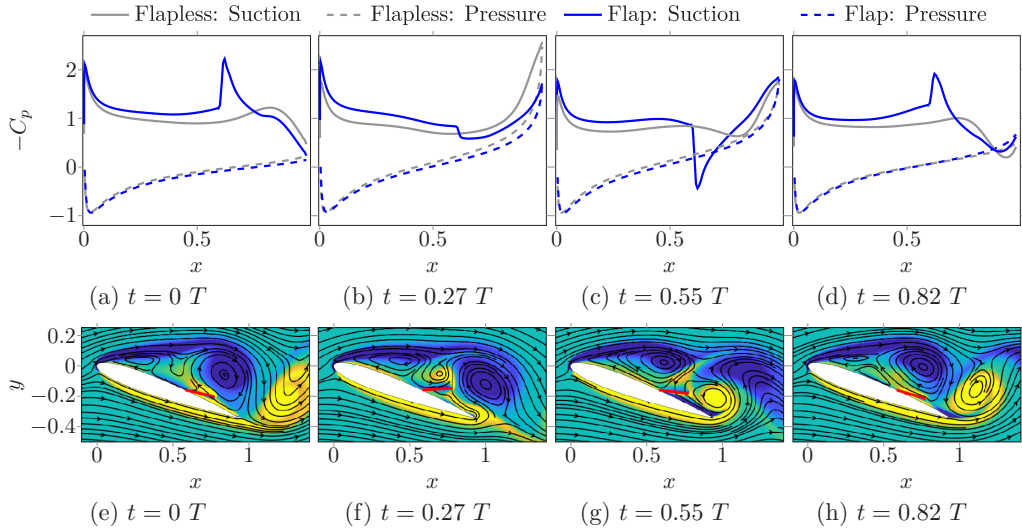 Flapless: Suction Flapless: Pressure Flap: Suction Flap: Pressure
−C_p
2
1
0
−1
0 0.5
0 0.5
0 0.5
0 0.5
x x x x
(a) t = 0 T (b) t = 0.27 T (c) t = 0.55 T (d) t = 0.82 T
y
0.2
0
−0.2
−0.4
0 0.5 1
0 0.5 1
0 0.5 1
0 0.5 1
x x x x
(e) t = 0 T (f) t = 0.27 T (g) t = 0.55 T (h) t = 0.82 T